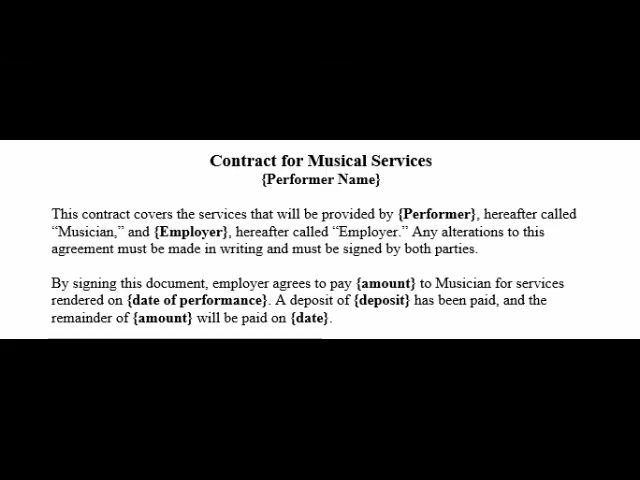 Contract for Musical Services
{Performer Name}
This contract covers the services that will be provided by {Performer}, hereafter called
“Musician,” and {Employer}, hereafter called “Employer.” Any alterations to this
agreement must be made in writing and must be signed by both parties.
By signing this document, employer agrees to pay {amount} to Musician for services
rendered on {date of performance}. A deposit of {deposit} has been paid, and the
remainder of {amount} will be paid on {date}.